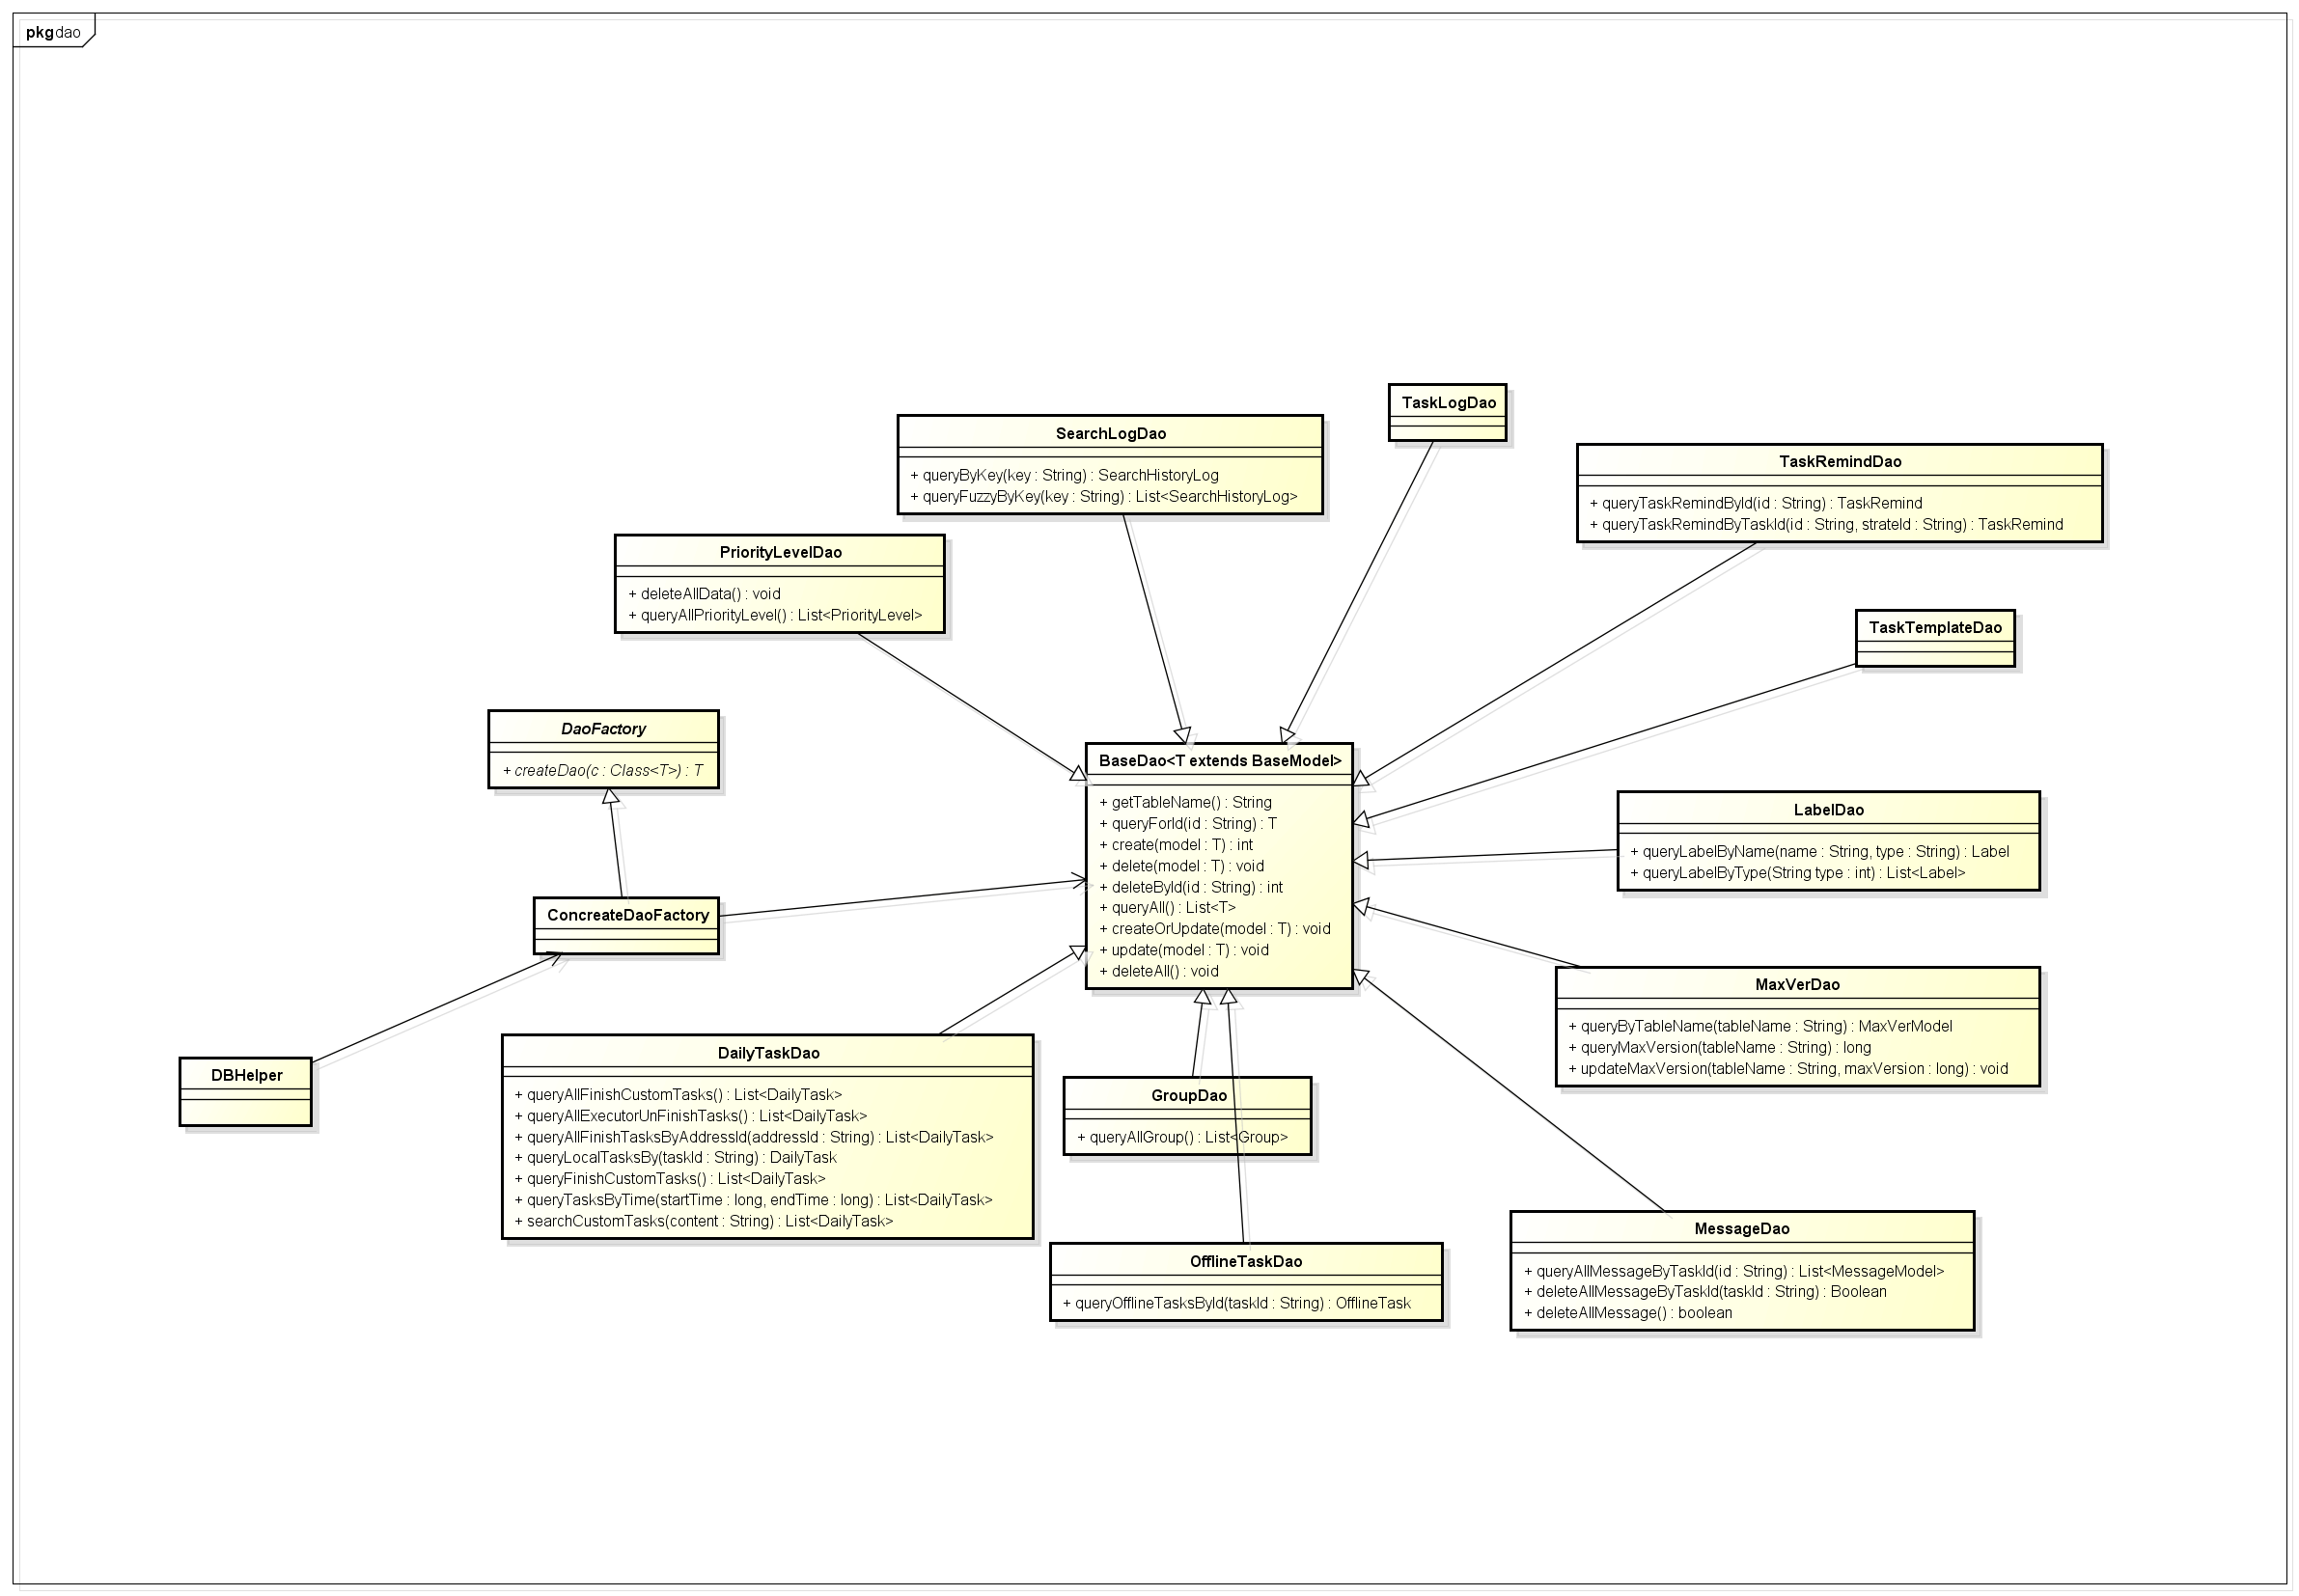 pkg dao
TaskLogDao
SearchLogDao
+ queryByKey(key : String) : SearchHistoryLog
+ queryFuzzyByKey(key : String) : List<SearchHistoryLog>
TaskRemindDao
+ queryTaskRemindById(id : String) : TaskRemind
+ queryTaskRemindByTaskId(id : String, strateId : String) : TaskRemind
PriorityLevelDao
+ deleteAllData() : void
+ queryAllPriorityLevel() : List<PriorityLevel>
TaskTemplateDao
DaoFactory
+ createDao(c : Class<T>) : T
BaseDao<T extends BaseModel>
+ getTableName() : String
+ queryForId(id : String) : T
+ create(model : T) : int
+ delete(model : T) : void
+ deleteById(id : String) : int
+ queryAll() : List<T>
+ createOrUpdate(model : T) : void
+ update(model : T) : void
+ deleteAll() : void
LabelDao
+ queryLabelByName(name : String, type : String) : Label
+ queryLabelByType(String type : int) : List<Label>
ConcreateDaoFactory
MaxVerDao
+ queryByTableName(tableName : String) : MaxVerModel
+ queryMaxVersion(tableName : String) : long
+ updateMaxVersion(tableName : String, maxVersion : long) : void
DBHelper
DailyTaskDao
+ queryAllFinishCustomTasks() : List<DailyTask>
+ queryAllExecutorUnFinishTasks() : List<DailyTask>
+ queryAllFinishTasksByAddressId(addressId : String) : List<DailyTask>
+ queryLocalTasksBy(taskId : String) : DailyTask
+ queryFinishCustomTasks() : List<DailyTask>
+ queryTasksByTime(startTime : long, endTime : long) : List<DailyTask>
+ searchCustomTasks(content : String) : List<DailyTask>
GroupDao
+ queryAllGroup() : List<Group>
OfflineTaskDao
+ queryOfflineTasksById(taskId : String) : OfflineTask
MessageDao
+ queryAllMessageByTaskId(id : String) : List<MessageModel>
+ deleteAllMessageByTaskId(taskId : String) : Boolean
+ deleteAllMessage() : boolean